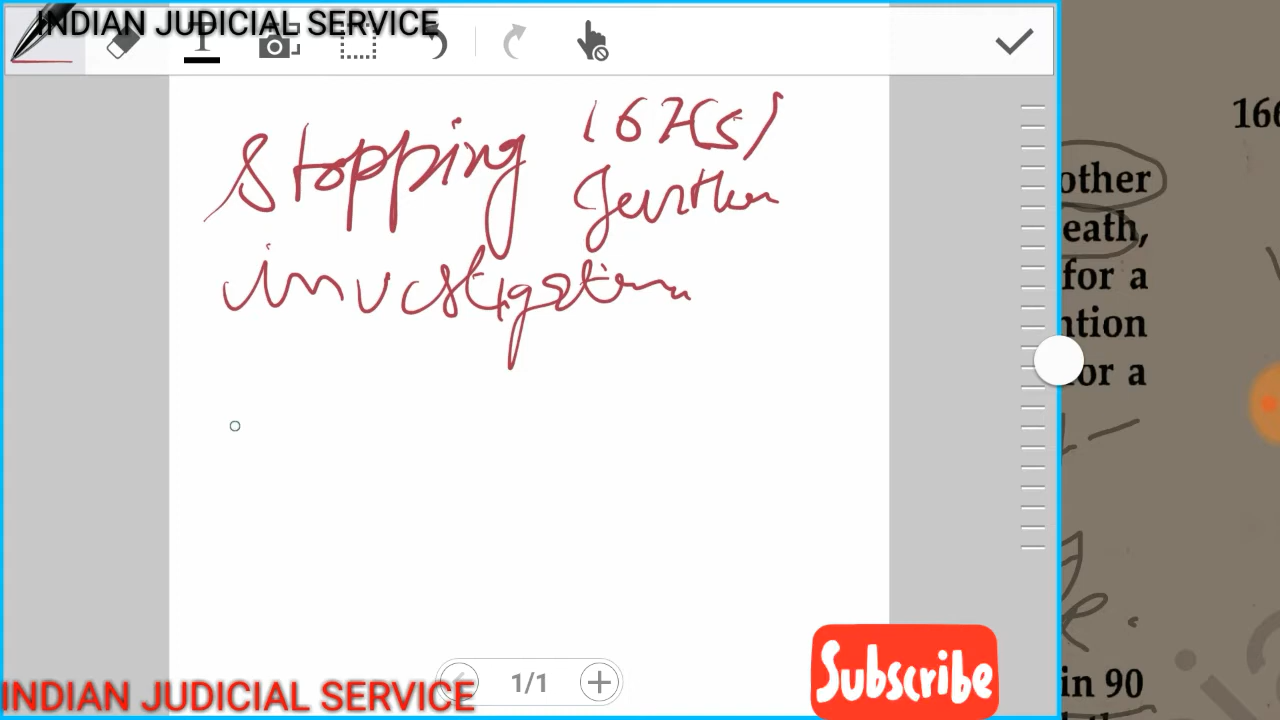 INDIAN JUDICIAL SERVICE
T
Stopping 167(5)
further
investigation
166
other
eath,
for a
ntion
for a
in 90
1/1
Subscribe
INDIAN JUDICIAL SERVICE